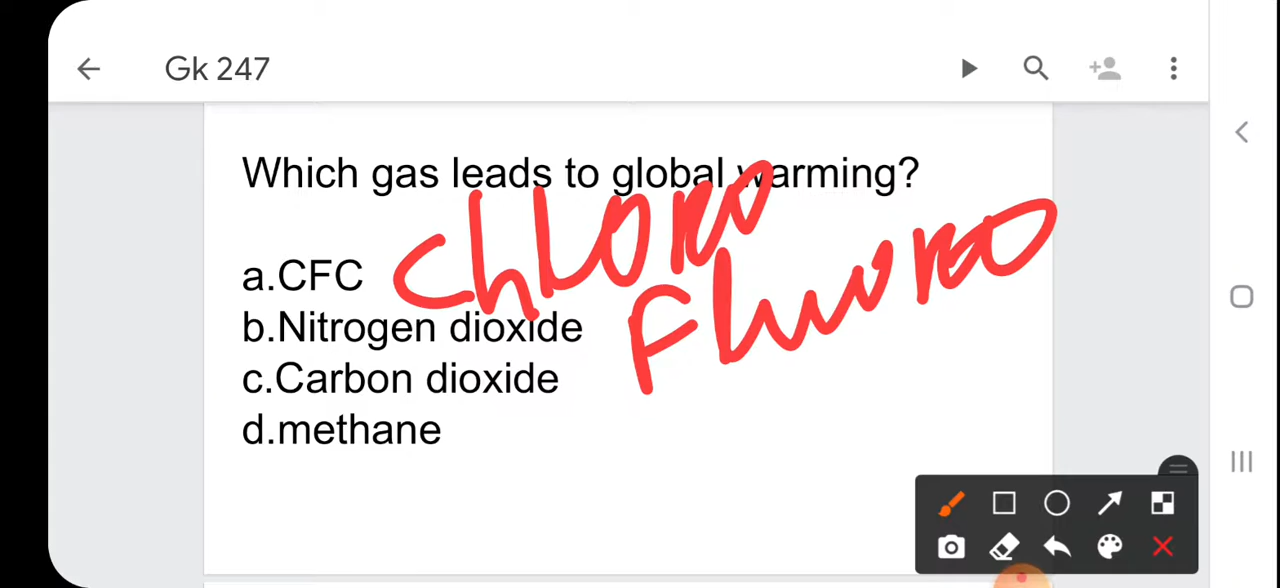 Gk 247
Which gas leads to global warming?
Chloro
a.CFC
Fluoro
b.Nitrogen dioxide
c.Carbon dioxide
d.methane